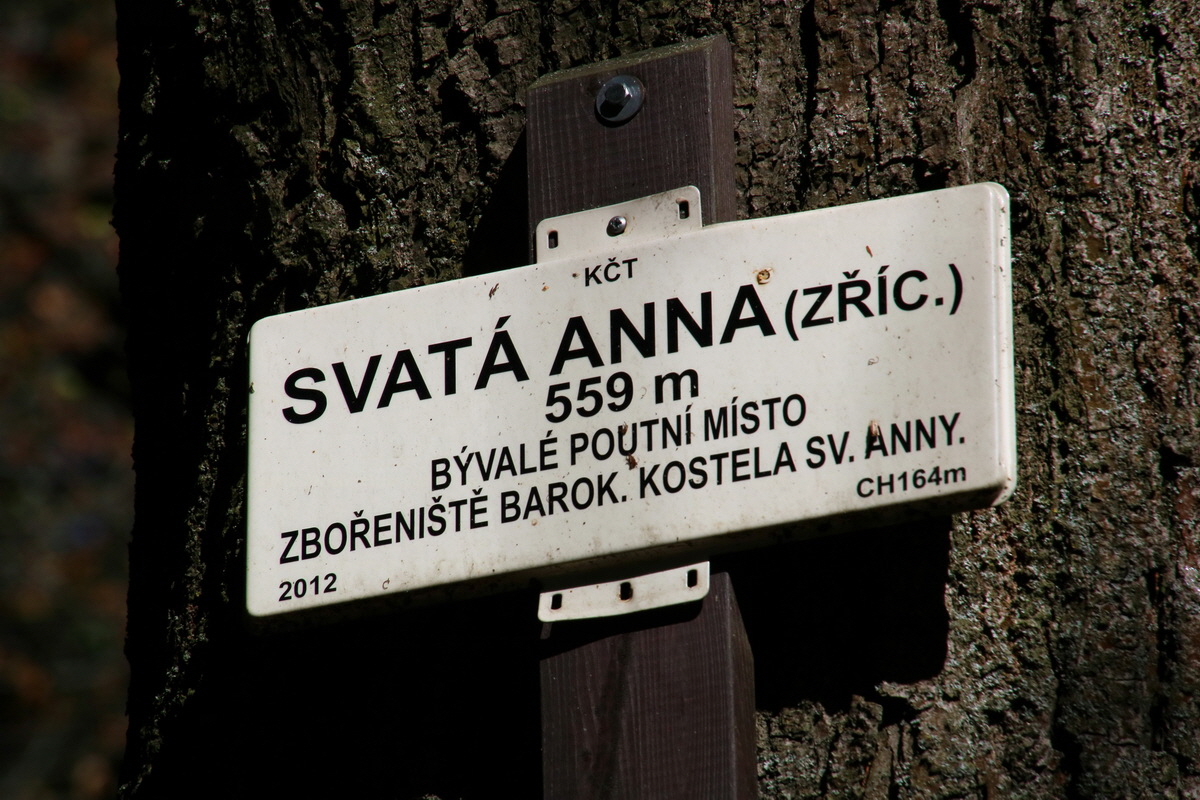 KČT
SVATÁ ANNA (ZŘÍC.)
559 m
BÝVALÉ POUTNÍ MÍSTO
ZBOŘENIŠTĚ BAROK. KOSTELA SV. ANNY.
2012 CH164m